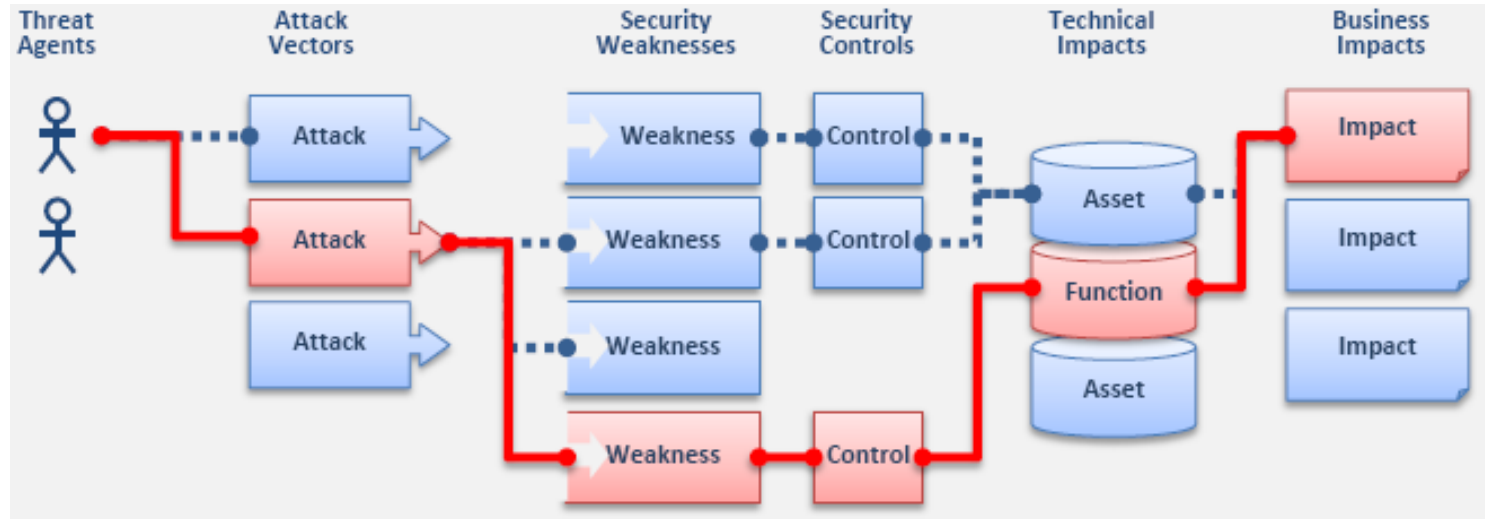 Threat
Agents
Attack
Vectors
Security
Weaknesses
Security
Controls
Technical
Impacts
Business
Impacts
Attack
Weakness
Control
Asset
Impact
Attack
Weakness
Control
Function
Impact
Attack
Weakness
Asset
Impact
Weakness
Control